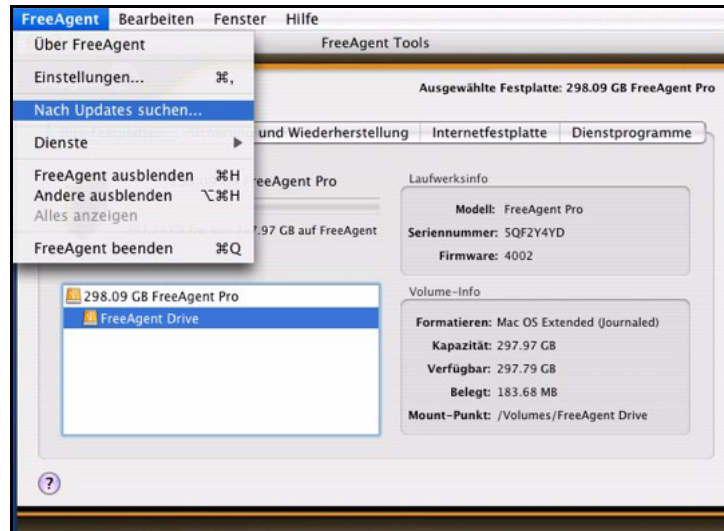 FreeAgent Bearbeiten Fenster Hilfe
FreeAgent Tools
Über FreeAgent
Einstellungen... ⌘,
Nach Updates suchen...
Dienste ▶
FreeAgent ausblenden ⌘H
Andere ausblenden ⌥⌘H
Alles anzeigen
FreeAgent beenden ⌘Q
Ausgewählte Festplatte: 298.09 GB FreeAgent Pro
und Wiederherstellung Internetfestplatte Dienstprogramme
eeAgent Pro
.97 GB auf FreeAgent
298.09 GB FreeAgent Pro
FreeAgent Drive
Laufwerksinfo
Modell: FreeAgent Pro
Seriennummer: 5QF2Y4YD
Firmware: 4002
Volume-Info
Formatieren: Mac OS Extended (Journaled)
Kapazität: 297.97 GB
Verfügbar: 297.79 GB
Belegt: 183.68 MB
Mount-Punkt: /Volumes/FreeAgent Drive
?